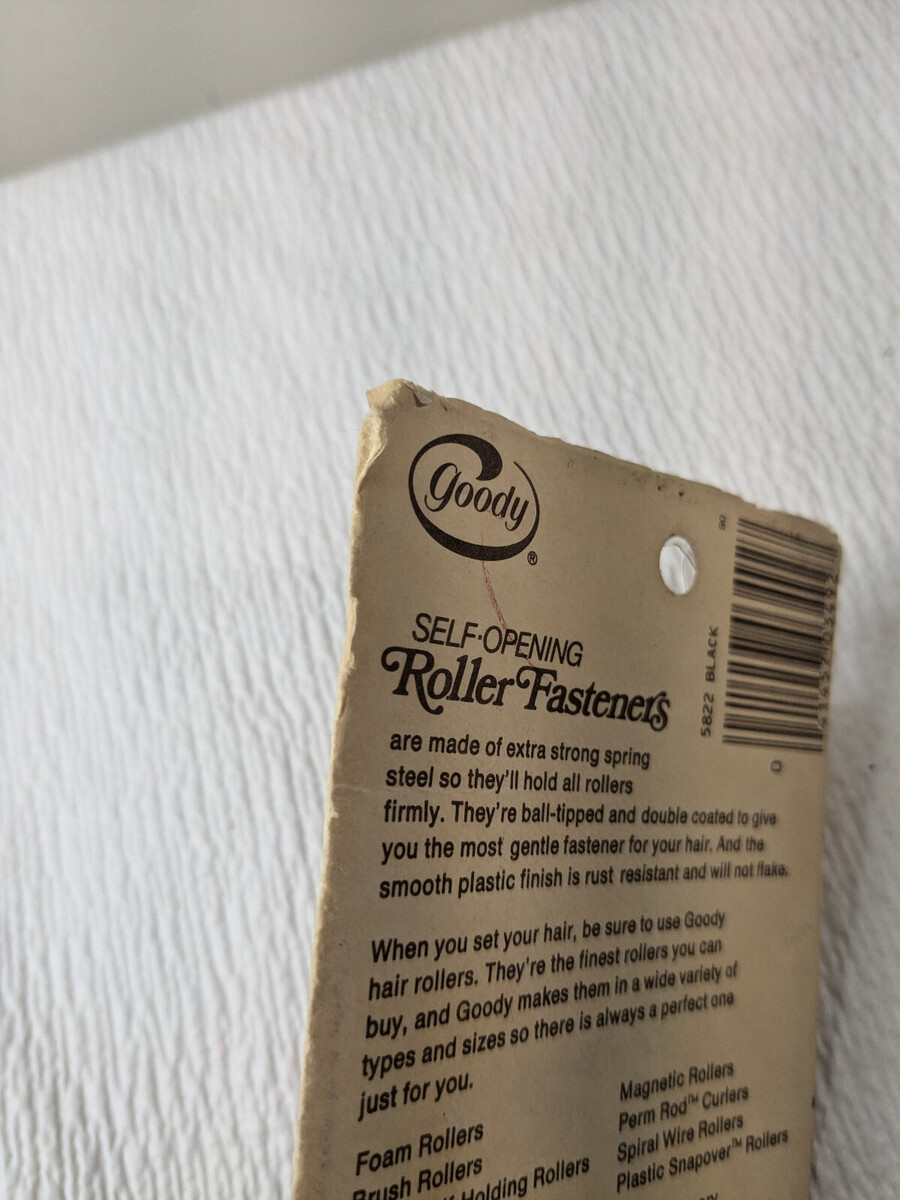 goody
®
SELF·OPENING
Roller Fasteners
are made of extra strong spring
steel so they'll hold all rollers
firmly. They're ball-tipped and double coated to give
you the most gentle fastener for your hair. And the
smooth plastic finish is rust resistant and will not flake.
When you set your hair, be sure to use Goody
hair rollers. They're the finest rollers you can
buy, and Goody makes them in a wide variety of
types and sizes so there is always a perfect one
just for you.
Foam Rollers
Brush Rollers
Holding Rollers
Magnetic Rollers
Perm Rod™ Curlers
Spiral Wire Rollers
Plastic Snapover™ Rollers
5822 BLACK
0